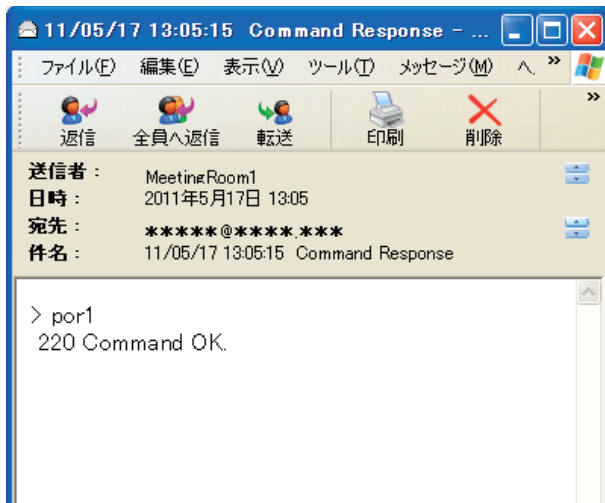 11/05/17 13:05:15 Command Response - ...
ファイル(F) 編集(E) 表示(V) ツール(T) メッセージ(M) ヘ. »
返信 全員へ返信 転送 印刷 削除 »
送信者： MeetingRoom1
日時： 2011年5月17日 13:05
宛先： *****@****.***
件名： 11/05/17 13:05:15 Command Response
> por1
220 Command OK.